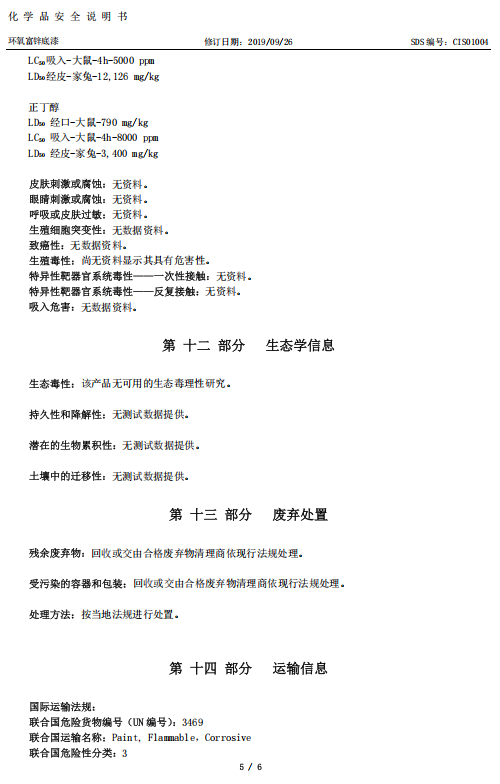 化 学 品 安 全 说 明 书
环氧富锌底漆 修订日期：2019/09/26 SDS 编号：CIS01004
LC₅₀吸入-大鼠-4h-5000 ppm
LD₅₀经皮-家兔-12,126 mg/kg
正丁醇
LD₅₀ 经口-大鼠-790 mg/kg
LC₅₀ 吸入-大鼠-4h-8000 ppm
LD₅₀ 经皮-家兔-3,400 mg/kg
皮肤刺激或腐蚀：无资料。
眼睛刺激或腐蚀：无资料。
呼吸或皮肤过敏：无资料。
生殖细胞突变性：无数据资料。
致癌性：无数据资料。
生殖毒性：尚无资料显示其具有危害性。
特异性靶器官系统毒性——一次性接触：无资料。
特异性靶器官系统毒性——反复接触：无资料。
吸入危害：无数据资料。
第 十二 部分 生态学信息
生态毒性：该产品无可用的生态毒理性研究。
持久性和降解性：无测试数据提供。
潜在的生物累积性：无测试数据提供。
土壤中的迁移性：无测试数据提供。
第 十三 部分 废弃处置
残余废弃物：回收或交由合格废弃物清理商依现行法规处理。
受污染的容器和包装：回收或交由合格废弃物清理商依现行法规处理。
处理方法：按当地法规进行处置。
第 十四 部分 运输信息
国际运输法规：
联合国危险货物编号（UN 编号）：3469
联合国运输名称：Paint, Flammable, Corrosive
联合国危险性分类：3
5 / 6